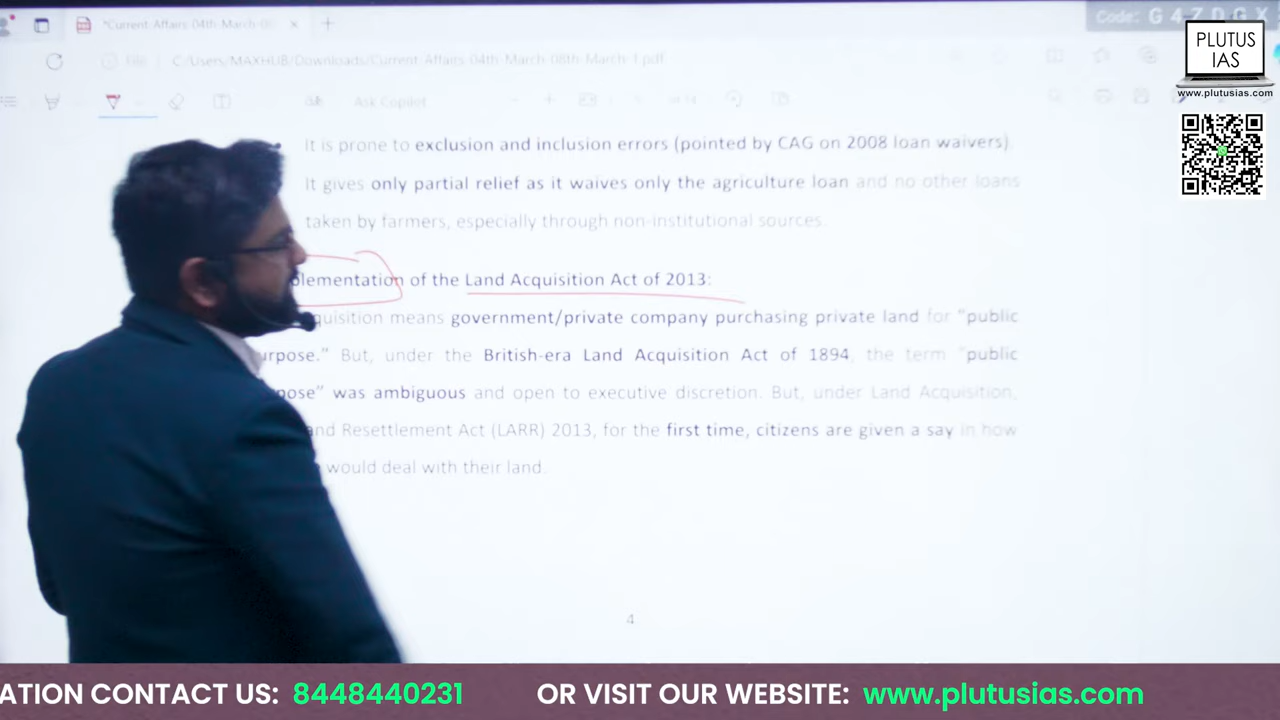 *Current-Affairs-04th-March-0
Code: G 4 Z D G X
PLUTUS
IAS
www.plutusias.com
File
C:/Users/MAXHUB/Downloads/Current-Affairs-04th-March-08th-March-f.pdf
Ask Copilot
It is prone to exclusion and inclusion errors (pointed by CAG on 2008 loan waivers).
It gives only partial relief as it waives only the agriculture loan and no other loans
taken by farmers, especially through non-institutional sources.
plementation of the Land Acquisition Act of 2013:
quisition means government/private company purchasing private land for "public
urpose." But, under the British-era Land Acquisition Act of 1894, the term "public
pose" was ambiguous and open to executive discretion. But, under Land Acquisition,
and Resettlement Act (LARR) 2013, for the first time, citizens are given a say in how
would deal with their land.
4
ATION CONTACT US: 8448440231 OR VISIT OUR WEBSITE: www.plutusias.com